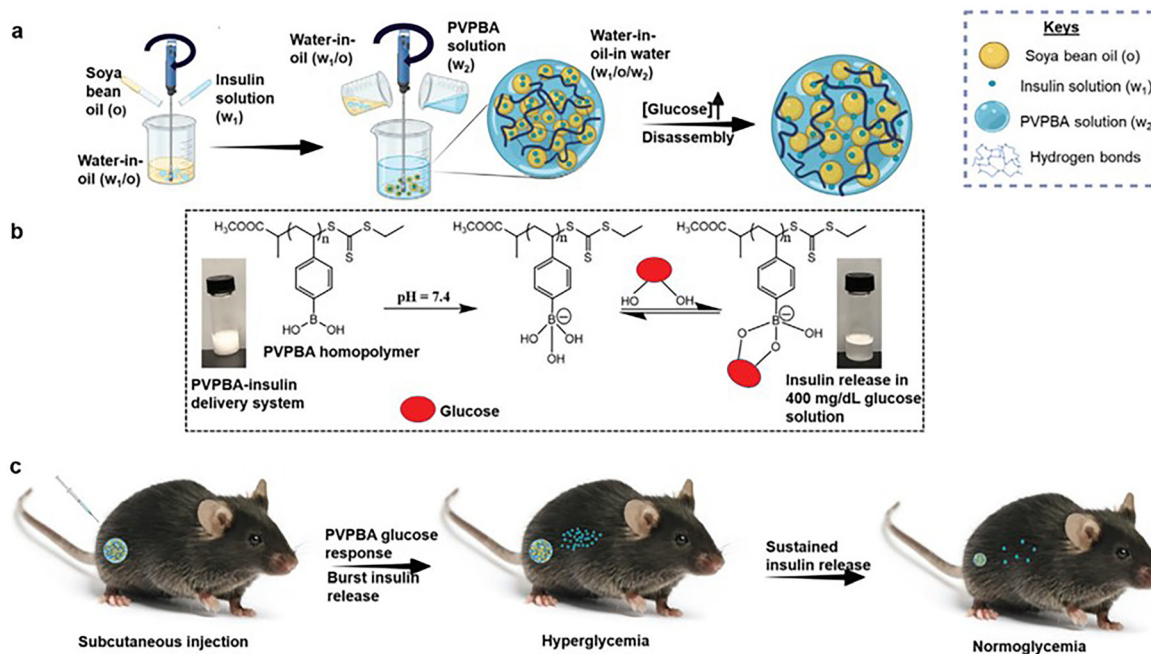 a
Soya
bean
oil (o)
Insulin
solution
(w₁)
Water-in-
oil (w₁/o)
Water-in-
oil (w₁/o)
PVPBA
solution
(w₂)
Water-in-
oil-in water
(w₁/o/w₂)
[Glucose]
Disassembly
Keys
Soya bean oil (o)
Insulin solution (w₁)
PVPBA solution (w₂
Hydrogen bonds
b
H₃COOC
n
S
S
S
B
HO
OH
PVPBA homopolymer
PVPBA-insulin
delivery system
pH = 7.4
H₃COOC
n
S
S
S
B
HO
OH
OH
HO
OH
H₃COOC
n
S
S
S
B
OH
O
O
Insulin release in
400 mg/dL glucose
solution
Glucose
c
PVPBA glucose
response
Burst insulin
release
Sustained
insulin release
Subcutaneous injection
Hyperglycemia
Normoglycemia